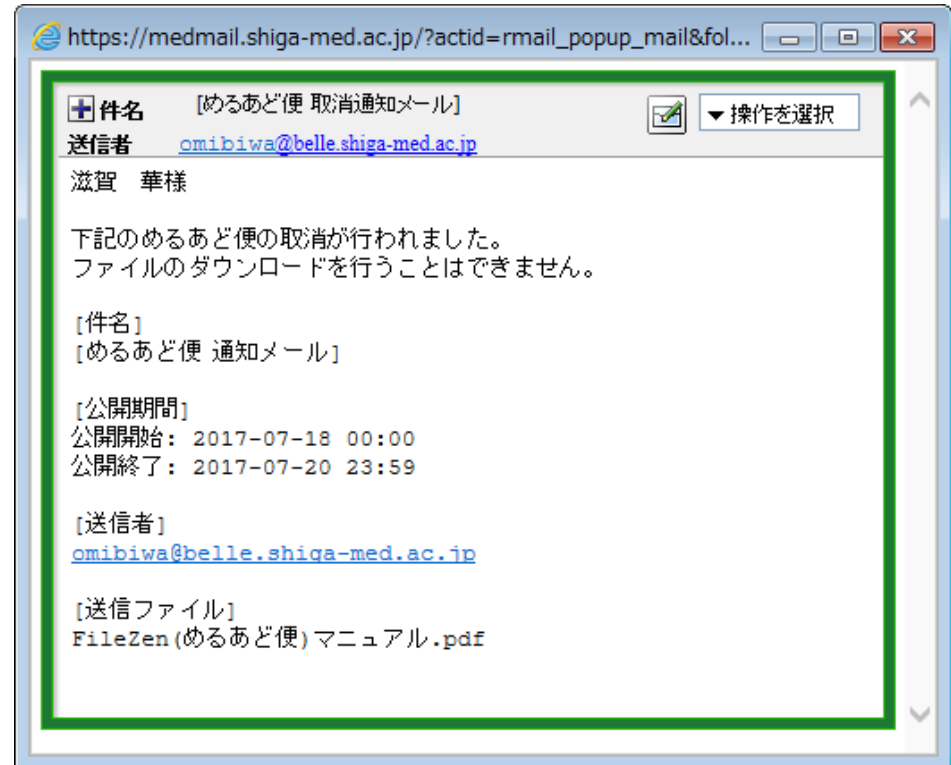 https://medmail.shiga-med.ac.jp/?actid=rmail_popup_mail&fol...
件名 [めるあど便 取消通知メール]
▼操作を選択
送信者 omibiwa@belle.shiga-med.ac.jp
滋賀　華様
下記のめるあど便の取消が行われました。
ファイルのダウンロードを行うことはできません。
[件名]
[めるあど便 通知メール]
[公開期間]
公開開始: 2017-07-18 00:00
公開終了: 2017-07-20 23:59
[送信者]
omibiwa@belle.shiga-med.ac.jp
[送信ファイル]
FileZen(めるあど便)マニュアル.pdf